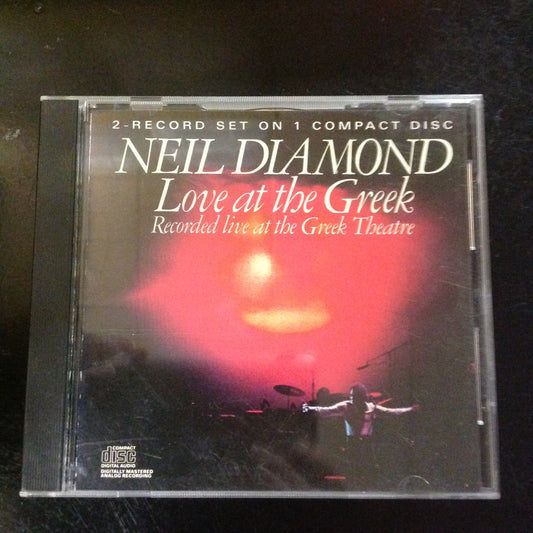 2-RECORD SET ON 1 COMPACT DISC
NEIL DIAMOND
Love at the Greek
Recorded live at the Greek Theatre
COMPACT
disc
DIGITAL AUDIO
DIGITALLY MASTERED
ANALOG RECORDING